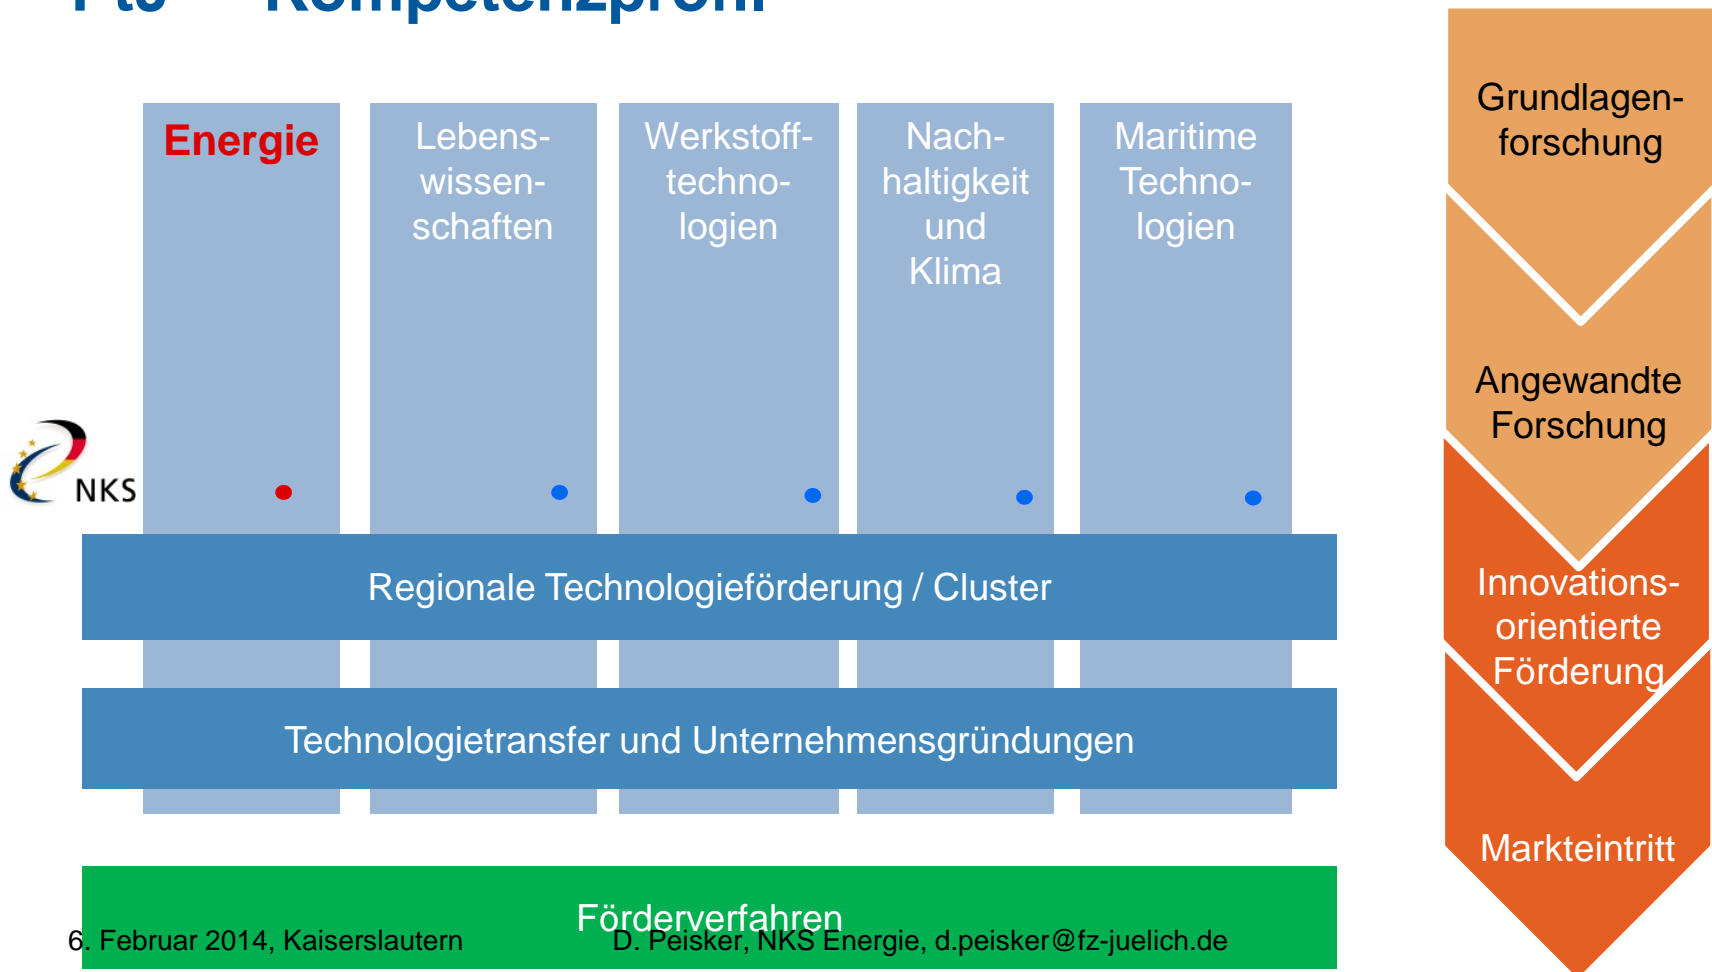 PtJ – Kompetenzprofil
Energie
Lebens-
wissen-
schaften
Werkstoff-
techno-
logien
Nach-
haltigkeit
und
Klima
Maritime
Techno-
logien
NKS
Regionale Technologieförderung / Cluster
Technologietransfer und Unternehmensgründungen
Förderverfahren
Grundlagen-
forschung
Angewandte
Forschung
Innovations-
orientierte
Förderung
Markteintritt
6. Februar 2014, Kaiserslautern
D. Peisker, NKS Energie, d.peisker@fz-juelich.de